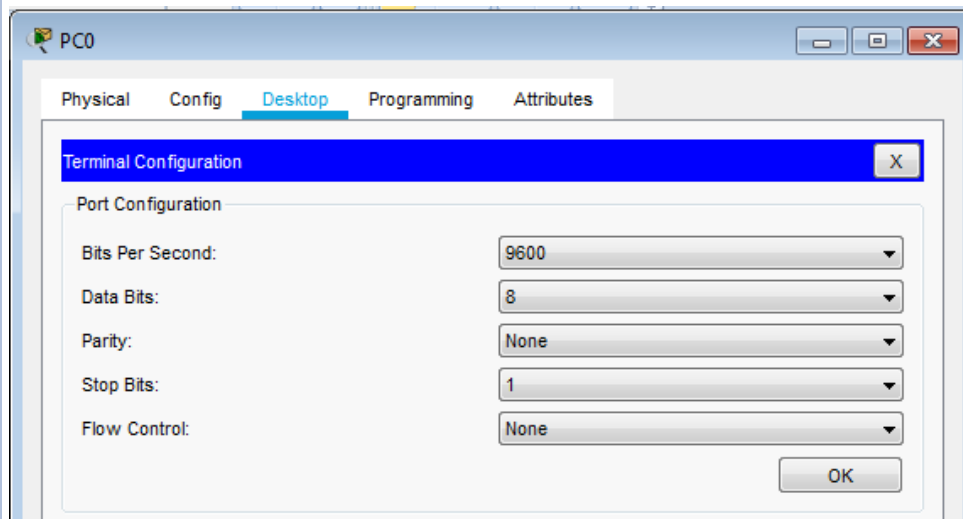 PC0
Physical Config Desktop Programming Attributes
Terminal Configuration X
Port Configuration
Bits Per Second: 9600
Data Bits: 8
Parity: None
Stop Bits: 1
Flow Control: None
OK